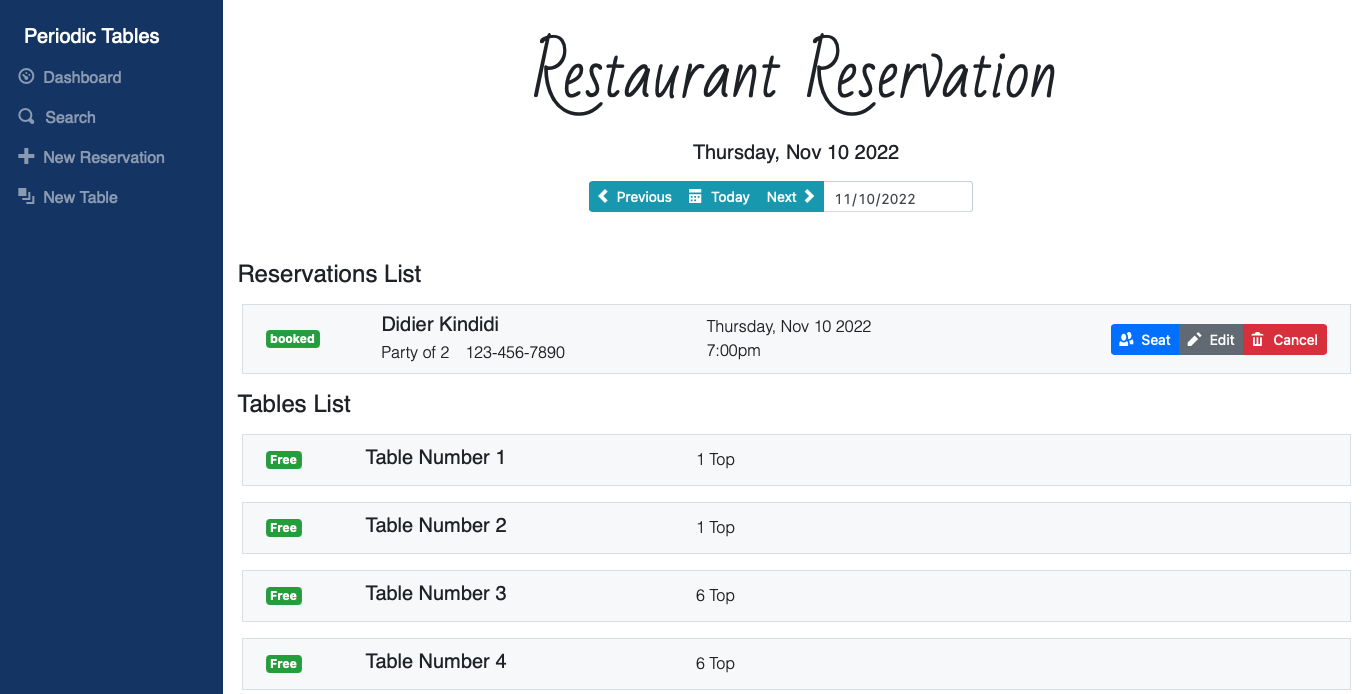 Periodic Tables
Dashboard
Search
New Reservation
New Table
Restaurant Reservation
Thursday, Nov 10 2022
Previous Today Next 11/10/2022
Reservations List
booked
Didier Kindidi
Party of 2 123-456-7890
Thursday, Nov 10 2022
7:00pm
Seat Edit Cancel
Tables List
Free Table Number 1 1 Top
Free Table Number 2 1 Top
Free Table Number 3 6 Top
Free Table Number 4 6 Top